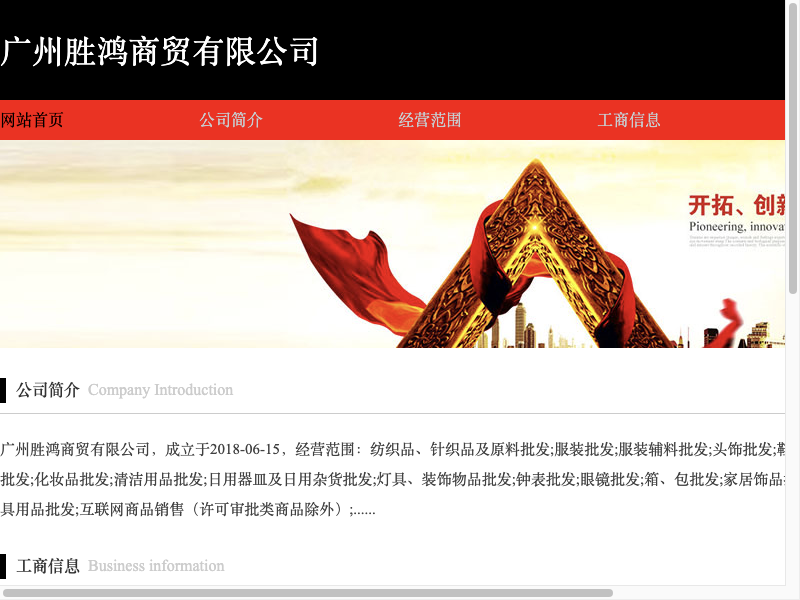 广州胜鸿商贸有限公司
网站首页 公司简介 经营范围 工商信息
开拓、创新
Pioneering, innova
公司简介 Company Introduction
广州胜鸿商贸有限公司，成立于2018-06-15，经营范围：纺织品、针织品及原料批发;服装批发;服装辅料批发;头饰批发;
批发;化妆品批发;清洁用品批发;日用器皿及日用杂货批发;灯具、装饰物品批发;钟表批发;眼镜批发;箱、包批发;家居饰品
具用品批发;互联网商品销售（许可审批类商品除外）;......
工商信息 Business information